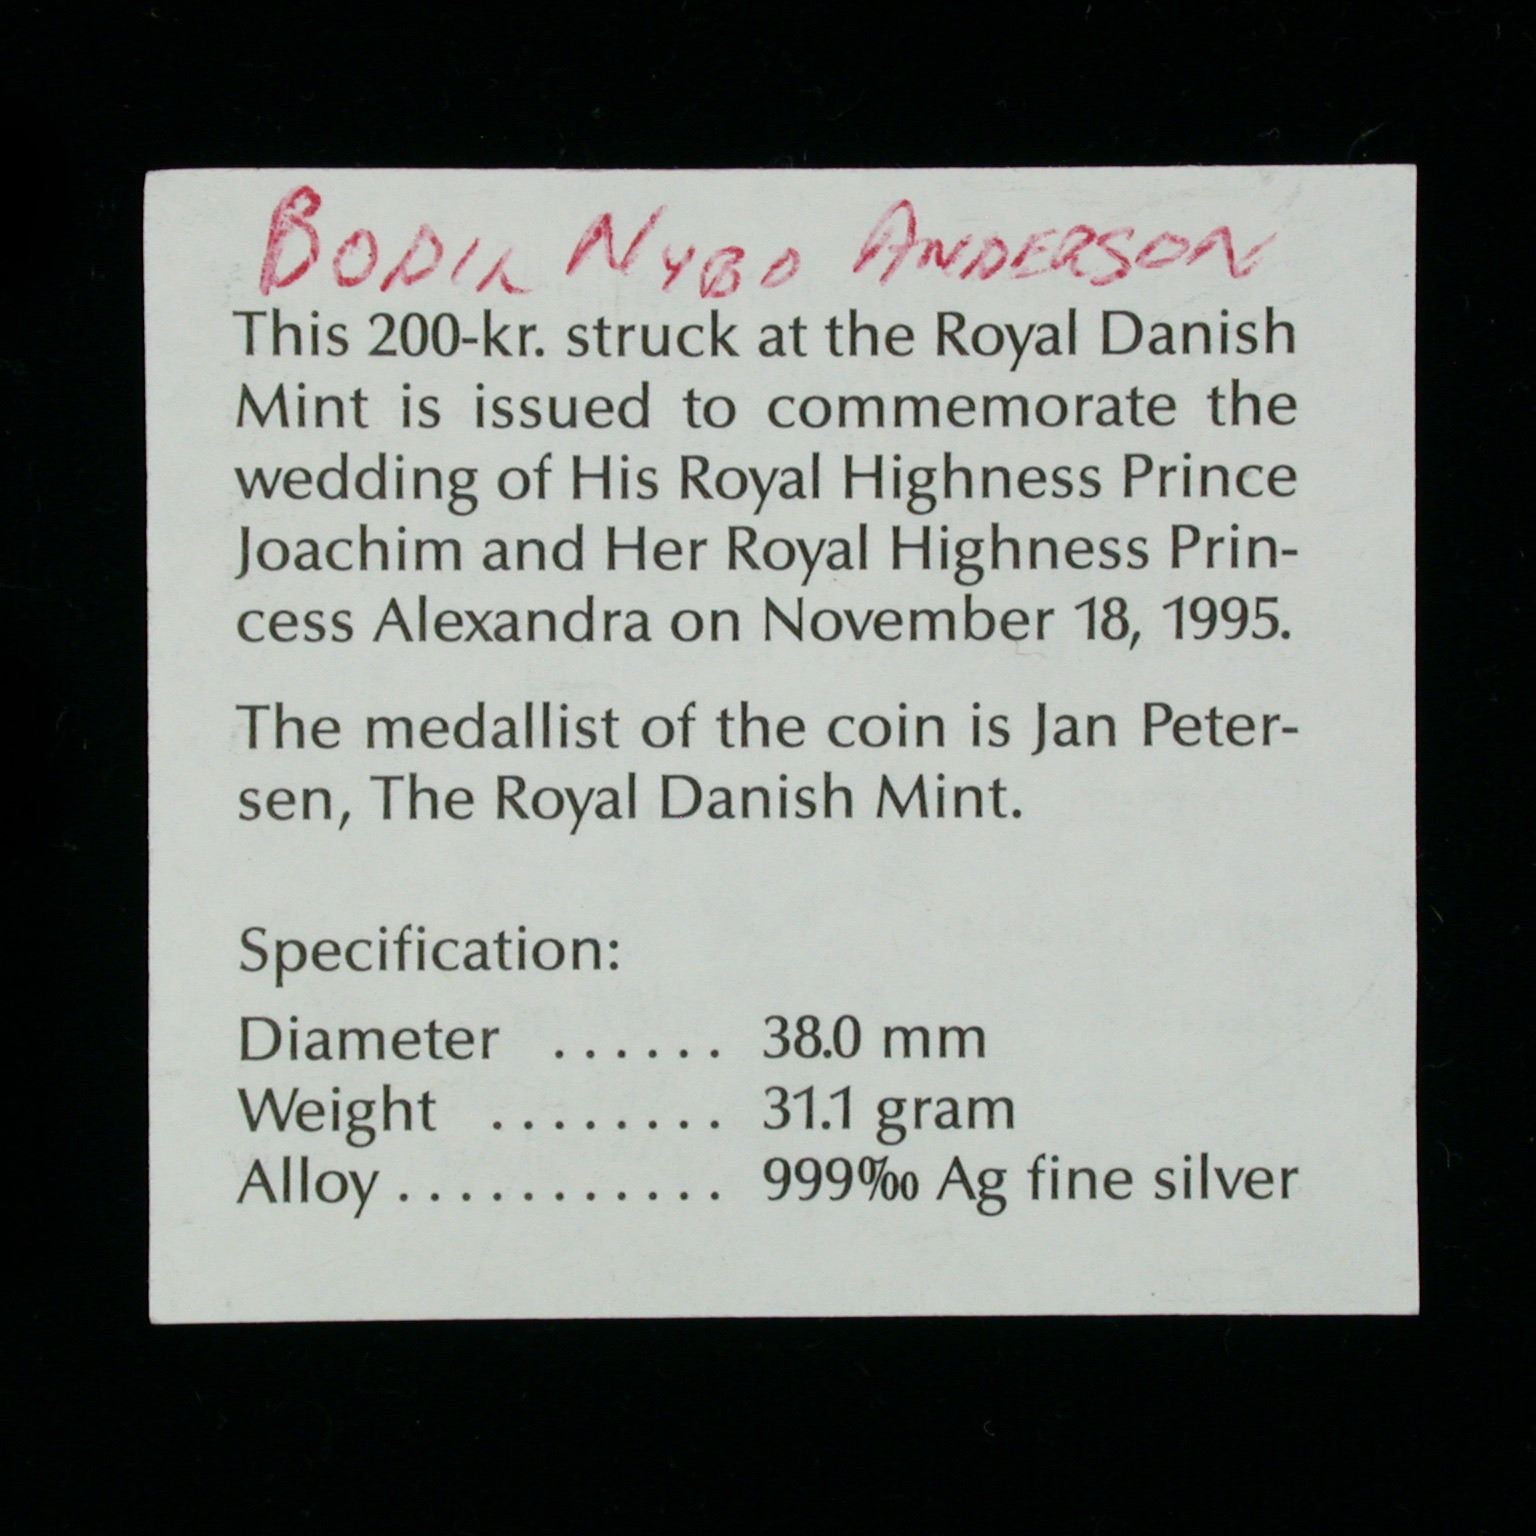 BODIL NYBO ANDERSON
This 200-kr. struck at the Royal Danish
Mint is issued to commemorate the
wedding of His Royal Highness Prince
Joachim and Her Royal Highness Prin-
cess Alexandra on November 18, 1995.
The medallist of the coin is Jan Peter-
sen, The Royal Danish Mint.
Specification:
Diameter ...... 38.0 mm
Weight ........ 31.1 gram
Alloy ............ 999‰ Ag fine silver